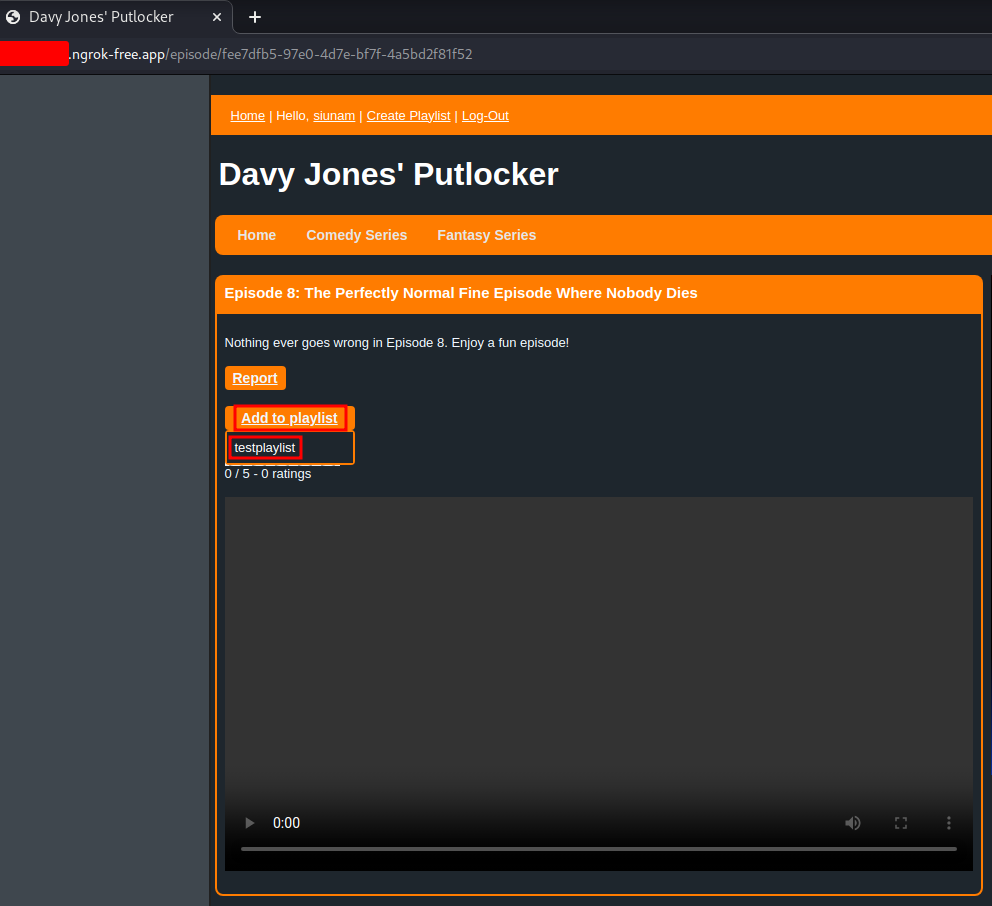 Davy Jones' Putlocker
.ngrok-free.app/episode/fee7dfb5-97e0-4d7e-bf7f-4a5bd2f81f52
Home | Hello, siunam | Create Playlist | Log-Out
Davy Jones' Putlocker
Home Comedy Series Fantasy Series
Episode 8: The Perfectly Normal Fine Episode Where Nobody Dies
Nothing ever goes wrong in Episode 8. Enjoy a fun episode!
Report
Add to playlist
testplaylist
0 / 5 - 0 ratings
0:00